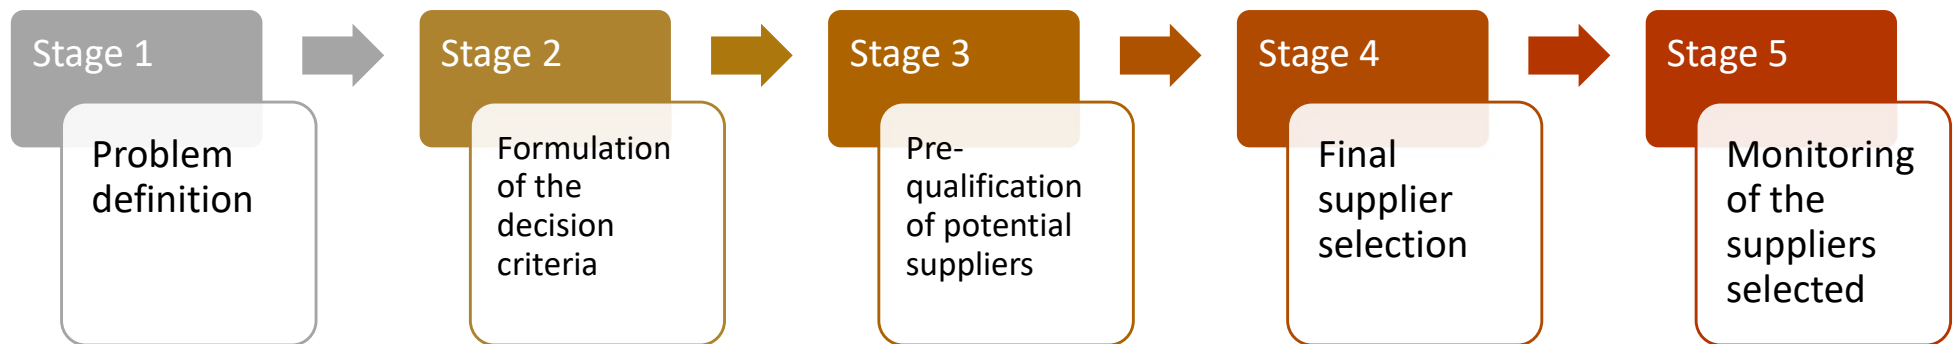 Stage 1
Problem
definition
Stage 2
Formulation
of the
decision
criteria
Stage 3
Pre-
qualification
of potential
suppliers
Stage 4
Final
supplier
selection
Stage 5
Monitoring
of the
suppliers
selected